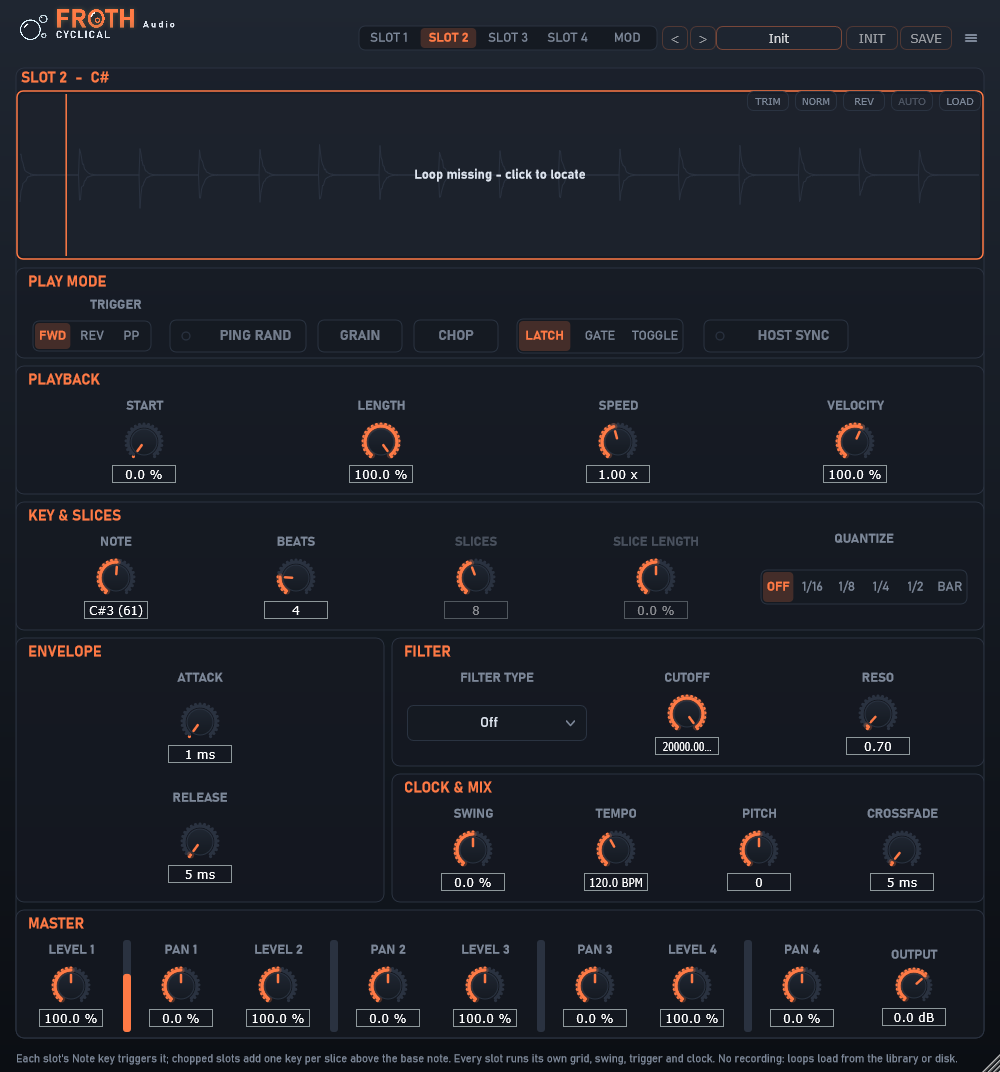 FROTH Audio
CYCLICAL
SLOT 1 SLOT 2 SLOT 3 SLOT 4 MOD < > Init INIT SAVE
SLOT 2 - C#
TRIM NORM REV AUTO LOAD
Loop missing - click to locate
PLAY MODE
TRIGGER
FWD REV PP PING RAND GRAIN CHOP LATCH GATE TOGGLE HOST SYNC
PLAYBACK
START LENGTH SPEED VELOCITY
0.0 % 100.0 % 1.00 x 100.0 %
KEY & SLICES
NOTE BEATS SLICES SLICE LENGTH QUANTIZE
OFF 1/16 1/8 1/4 1/2 BAR
C#3 (61) 4 8 0.0 %
ENVELOPE
ATTACK
1 ms
RELEASE
5 ms
FILTER
FILTER TYPE CUTOFF RESO
Off
20000.00... 0.70
CLOCK & MIX
SWING TEMPO PITCH CROSSFADE
0.0 % 120.0 BPM 0 5 ms
MASTER
LEVEL 1 PAN 1 LEVEL 2 PAN 2 LEVEL 3 PAN 3 LEVEL 4 PAN 4 OUTPUT
100.0 % 0.0 % 100.0 % 0.0 % 100.0 % 0.0 % 100.0 % 0.0 % 0.0 dB
Each slot's Note key triggers it; chopped slots add one key per slice above the base note. Every slot runs its own grid, swing, trigger and clock. No recording: loops load from the library or disk.